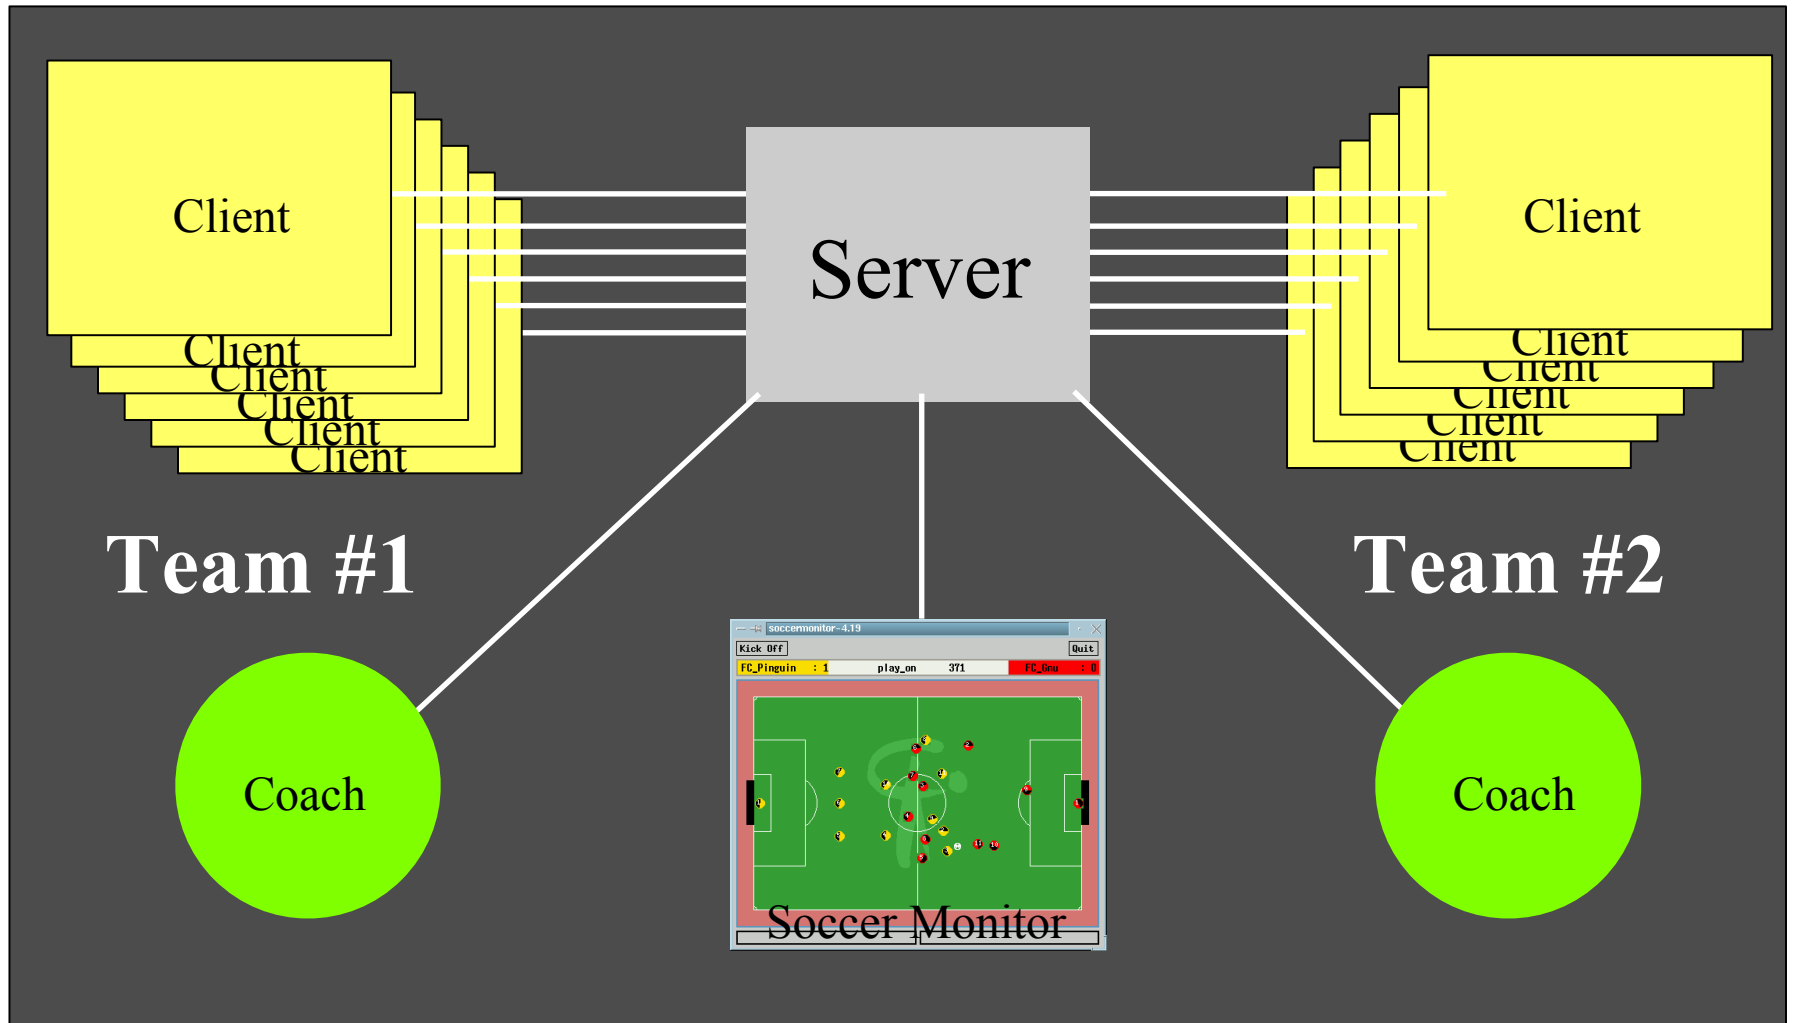 Client
Client
Client
Client
Client
Client
Server
Client
Client
Client
Client
Client
Client
Team #1
Team #2
soccermonitor-4.19
Kick Off
Quit
FC_Pinguin : 1 play_on 371 FC_Gnu : 0
Coach
Coach
Soccer Monitor